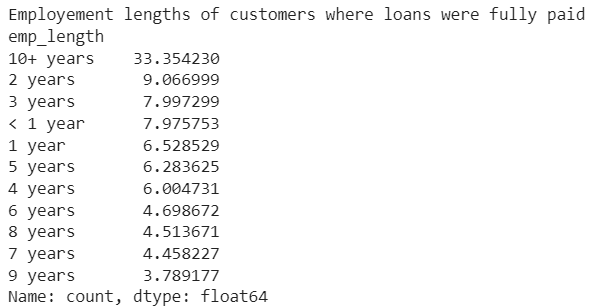 Employement lengths of customers where loans were fully paid
emp_length
10+ years    33.354230
2 years       9.066999
3 years       7.997299
< 1 year      7.975753
1 year        6.528529
5 years       6.283625
4 years       6.004731
6 years       4.698672
8 years       4.513671
7 years       4.458227
9 years       3.789177
Name: count, dtype: float64